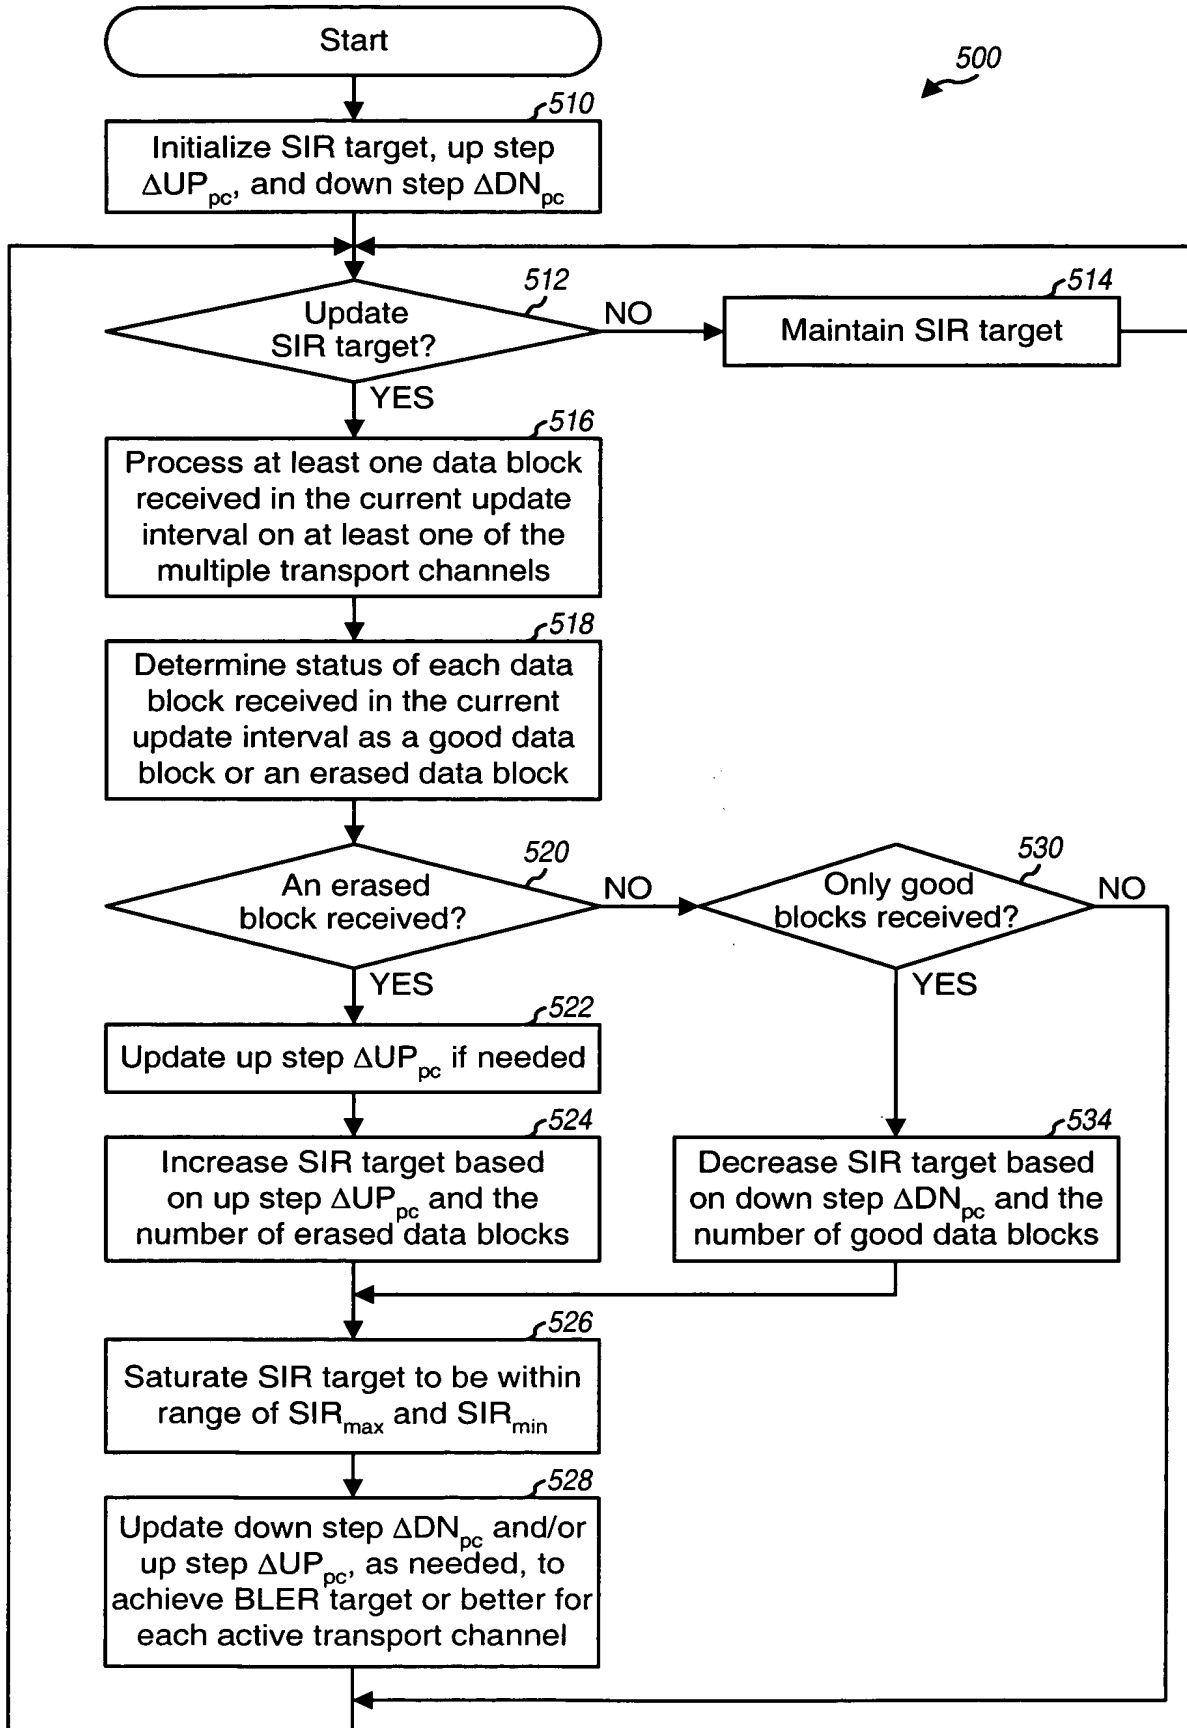 Start
500
510
Initialize SIR target, up step
ΔUPpc, and down step ΔDNpc
512
Update
SIR target?
NO
514
Maintain SIR target
YES
516
Process at least one data block
received in the current update
interval on at least one of the
multiple transport channels
518
Determine status of each data
block received in the current
update interval as a good data
block or an erased data block
520
An erased
block received?
NO
530
Only good
blocks received?
NO
YES
YES
522
Update up step ΔUPpc if needed
524
Increase SIR target based
on up step ΔUPpc and the
number of erased data blocks
534
Decrease SIR target based
on down step ΔDNpc and the
number of good data blocks
526
Saturate SIR target to be within
range of SIRmax and SIRmin
528
Update down step ΔDNpc and/or
up step ΔUPpc, as needed, to
achieve BLER target or better for
each active transport channel